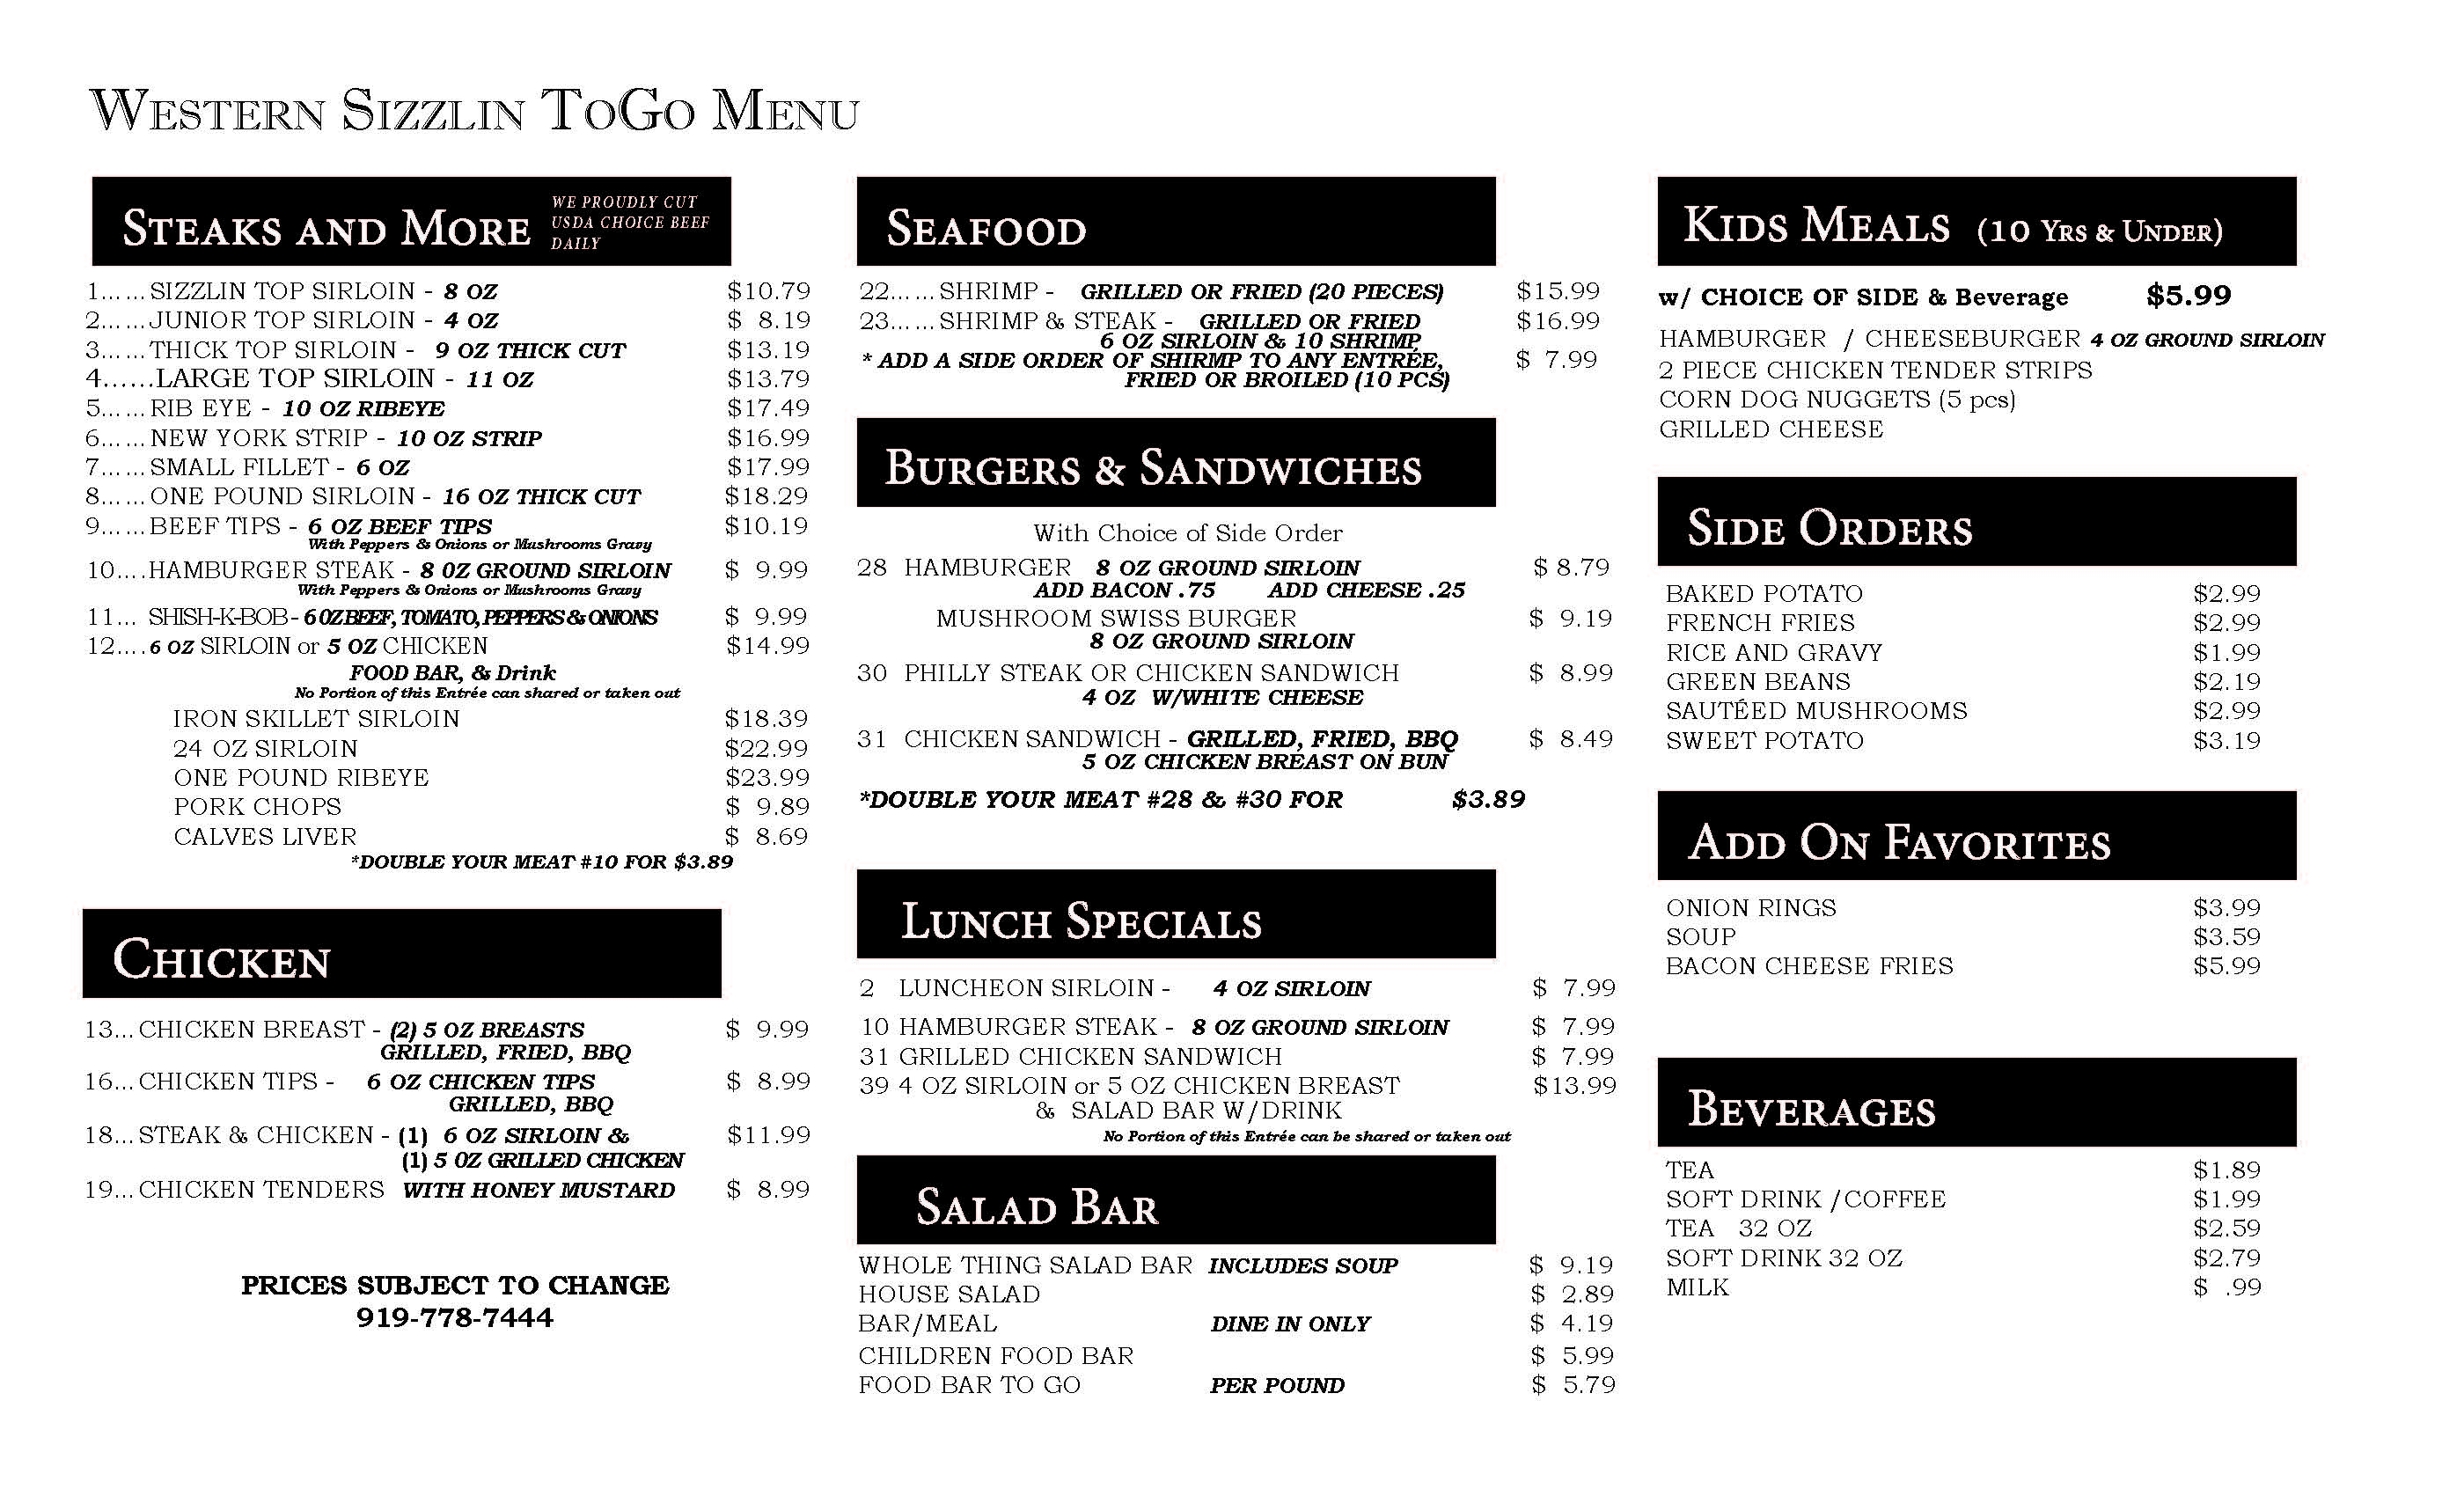 WESTERN SIZZLIN TOGO MENU
STEAKS AND MORE
WE PROUDLY CUT
USDA CHOICE BEEF
DAILY
1......SIZZLIN TOP SIRLOIN - 8 OZ $10.79
2......JUNIOR TOP SIRLOIN - 4 OZ $ 8.19
3......THICK TOP SIRLOIN - 9 OZ THICK CUT $13.19
4......LARGE TOP SIRLOIN - 11 OZ $13.79
5......RIB EYE - 10 OZ RIBEYE $17.49
6......NEW YORK STRIP - 10 OZ STRIP $16.99
7......SMALL FILLET - 6 OZ $17.99
8......ONE POUND SIRLOIN - 16 OZ THICK CUT $18.29
9......BEEF TIPS - 6 OZ BEEF TIPS $10.19
With Peppers & Onions or Mushrooms Gravy
10....HAMBURGER STEAK - 8 0Z GROUND SIRLOIN $ 9.99
With Peppers & Onions or Mushrooms Gravy
11... SHISH-K-BOB- 6 0Z BEEF, TOMATO, PEPPERS & ONIONS $ 9.99
12....6 OZ SIRLOIN or 5 OZ CHICKEN $14.99
FOOD BAR, & Drink
No Portion of this Entrée can shared or taken out
IRON SKILLET SIRLOIN $18.39
24 OZ SIRLOIN $22.99
ONE POUND RIBEYE $23.99
PORK CHOPS $ 9.89
CALVES LIVER $ 8.69
*DOUBLE YOUR MEAT #10 FOR $3.89
CHICKEN
13...CHICKEN BREAST - (2) 5 OZ BREASTS $ 9.99
GRILLED, FRIED, BBQ
16...CHICKEN TIPS - 6 OZ CHICKEN TIPS $ 8.99
GRILLED, BBQ
18...STEAK & CHICKEN - (1) 6 OZ SIRLOIN & $11.99
(1) 5 0Z GRILLED CHICKEN
19...CHICKEN TENDERS WITH HONEY MUSTARD $ 8.99
PRICES SUBJECT TO CHANGE
919-778-7444
SEAFOOD
22......SHRIMP - GRILLED OR FRIED (20 PIECES) $15.99
23......SHRIMP & STEAK - GRILLED OR FRIED $16.99
6 OZ SIRLOIN & 10 SHRIMP
* ADD A SIDE ORDER OF SHIRMP TO ANY ENTRÉE, $ 7.99
FRIED OR BROILED (10 PCS)
BURGERS & SANDWICHES
With Choice of Side Order
28 HAMBURGER 8 OZ GROUND SIRLOIN $ 8.79
ADD BACON .75 ADD CHEESE .25
MUSHROOM SWISS BURGER $ 9.19
8 OZ GROUND SIRLOIN
30 PHILLY STEAK OR CHICKEN SANDWICH $ 8.99
4 OZ W/WHITE CHEESE
31 CHICKEN SANDWICH - GRILLED, FRIED, BBQ $ 8.49
5 OZ CHICKEN BREAST ON BUN
*DOUBLE YOUR MEAT #28 & #30 FOR $3.89
LUNCH SPECIALS
2 LUNCHEON SIRLOIN - 4 OZ SIRLOIN $ 7.99
10 HAMBURGER STEAK - 8 OZ GROUND SIRLOIN $ 7.99
31 GRILLED CHICKEN SANDWICH $ 7.99
39 4 OZ SIRLOIN or 5 OZ CHICKEN BREAST $13.99
& SALAD BAR W/DRINK
No Portion of this Entrée can be shared or taken out
SALAD BAR
WHOLE THING SALAD BAR INCLUDES SOUP $ 9.19
HOUSE SALAD $ 2.89
BAR/MEAL DINE IN ONLY $ 4.19
CHILDREN FOOD BAR $ 5.99
FOOD BAR TO GO PER POUND $ 5.79
KIDS MEALS (10 YRS & UNDER)
w/ CHOICE OF SIDE & Beverage $5.99
HAMBURGER / CHEESEBURGER 4 OZ GROUND SIRLOIN
2 PIECE CHICKEN TENDER STRIPS
CORN DOG NUGGETS (5 pcs)
GRILLED CHEESE
SIDE ORDERS
BAKED POTATO $2.99
FRENCH FRIES $2.99
RICE AND GRAVY $1.99
GREEN BEANS $2.19
SAUTÉED MUSHROOMS $2.99
SWEET POTATO $3.19
ADD ON FAVORITES
ONION RINGS $3.99
SOUP $3.59
BACON CHEESE FRIES $5.99
BEVERAGES
TEA $1.89
SOFT DRINK /COFFEE $1.99
TEA 32 OZ $2.59
SOFT DRINK 32 OZ $2.79
MILK $ .99